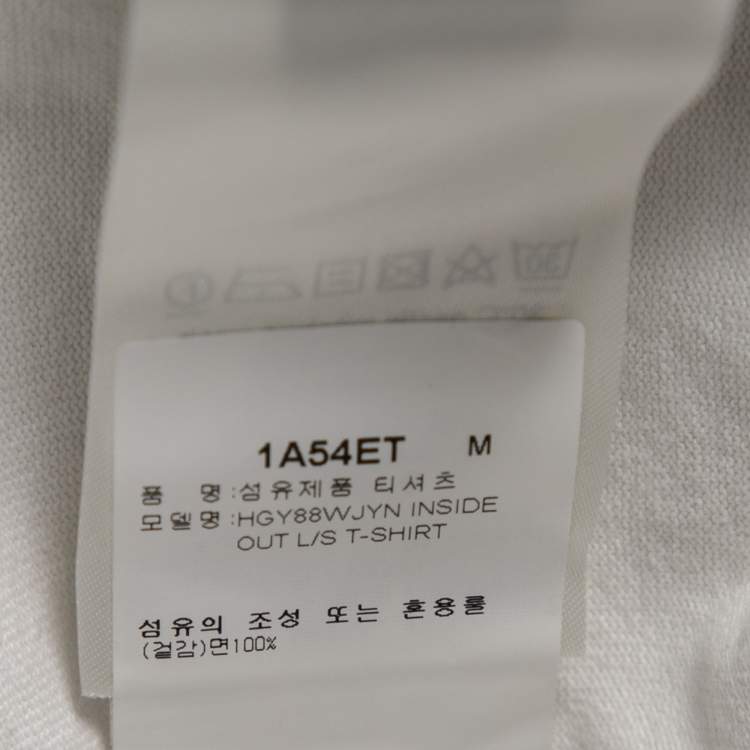 1A54ET M
품 명:섬유제품 티셔츠
모델명:HGY88WJYN INSIDE
OUT L/S T-SHIRT
섬유의 조성 또는 혼용률
(겉감)면100%